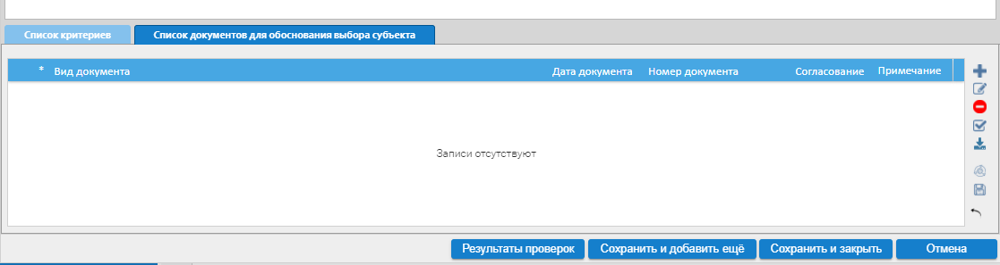 Список критериев Список документов для обоснования выбора субъекта
* Вид документа Дата документа Номер документа Согласование Примечание
Записи отсутствуют
Результаты проверок Сохранить и добавить ещё Сохранить и закрыть Отмена